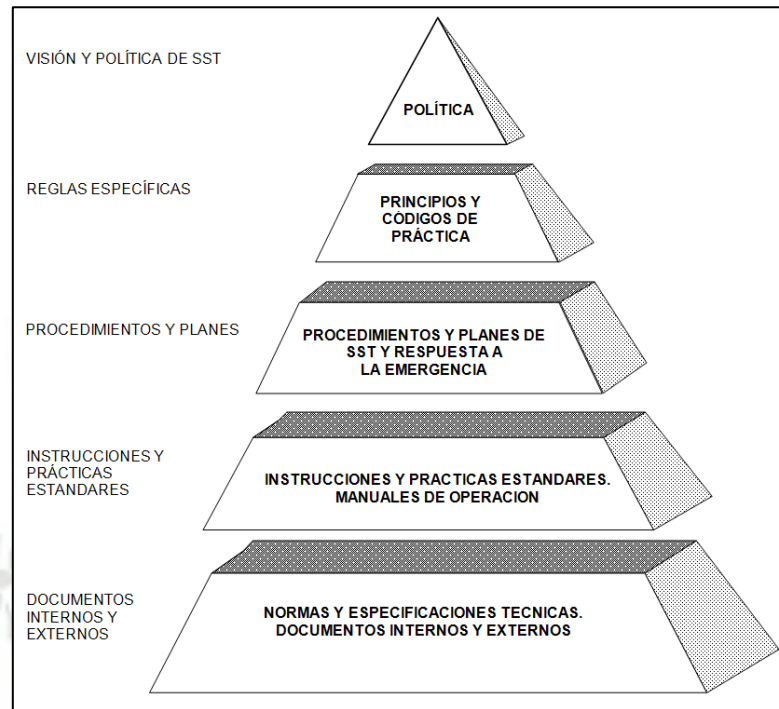 VISIÓN Y POLÍTICA DE SST
POLÍTICA
REGLAS ESPECÍFICAS
PRINCIPIOS Y
CÓDIGOS DE
PRÁCTICA
PROCEDIMIENTOS Y PLANES
PROCEDIMIENTOS Y PLANES DE
SST Y RESPUESTA A
LA EMERGENCIA
INSTRUCCIONES Y
PRÁCTICAS
ESTANDARES
INSTRUCCIONES Y PRACTICAS ESTANDARES.
MANUALES DE OPERACION
DOCUMENTOS
INTERNOS Y
EXTERNOS
NORMAS Y ESPECIFICACIONES TECNICAS.
DOCUMENTOS INTERNOS Y EXTERNOS